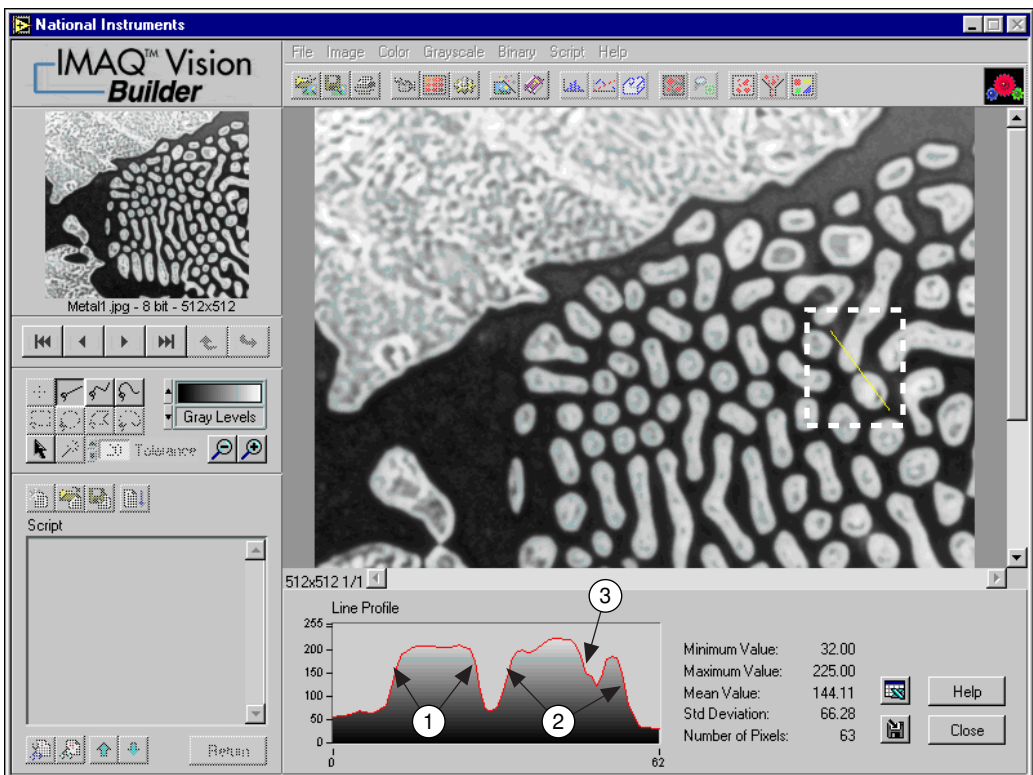 National Instruments
IMAQ™ Vision
Builder
File Image Color Grayscale Binary Script Help
Metal1.jpg - 8 bit - 512x512
Gray Levels
20 Tolerance
Script
Return
512x512 1/1
3
Line Profile
255
200
150
100
50
0
0
62
1
2
Minimum Value: 32.00
Maximum Value: 225.00
Mean Value: 144.11
Std Deviation: 66.28
Number of Pixels: 63
Help
Close